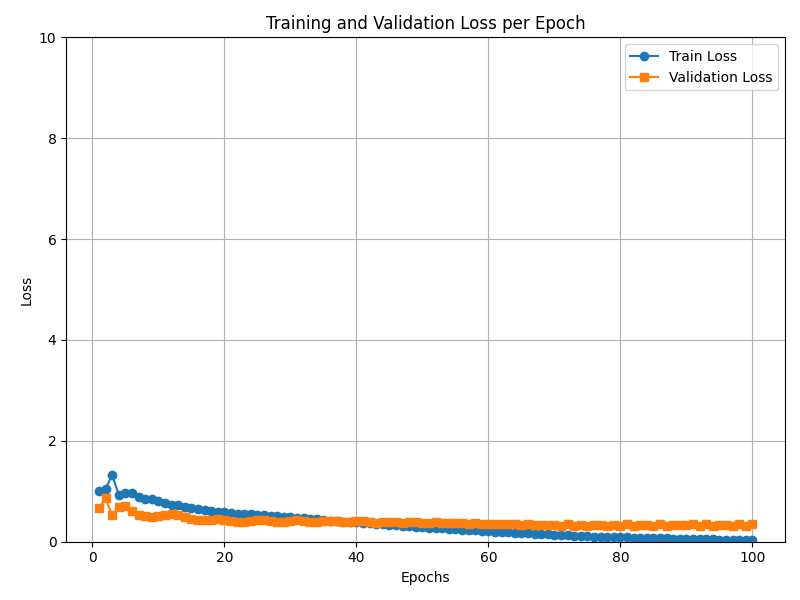 Training and Validation Loss per Epoch
Train Loss
Validation Loss
10
8
6
4
2
0
Loss
0 20 40 60 80 100
Epochs